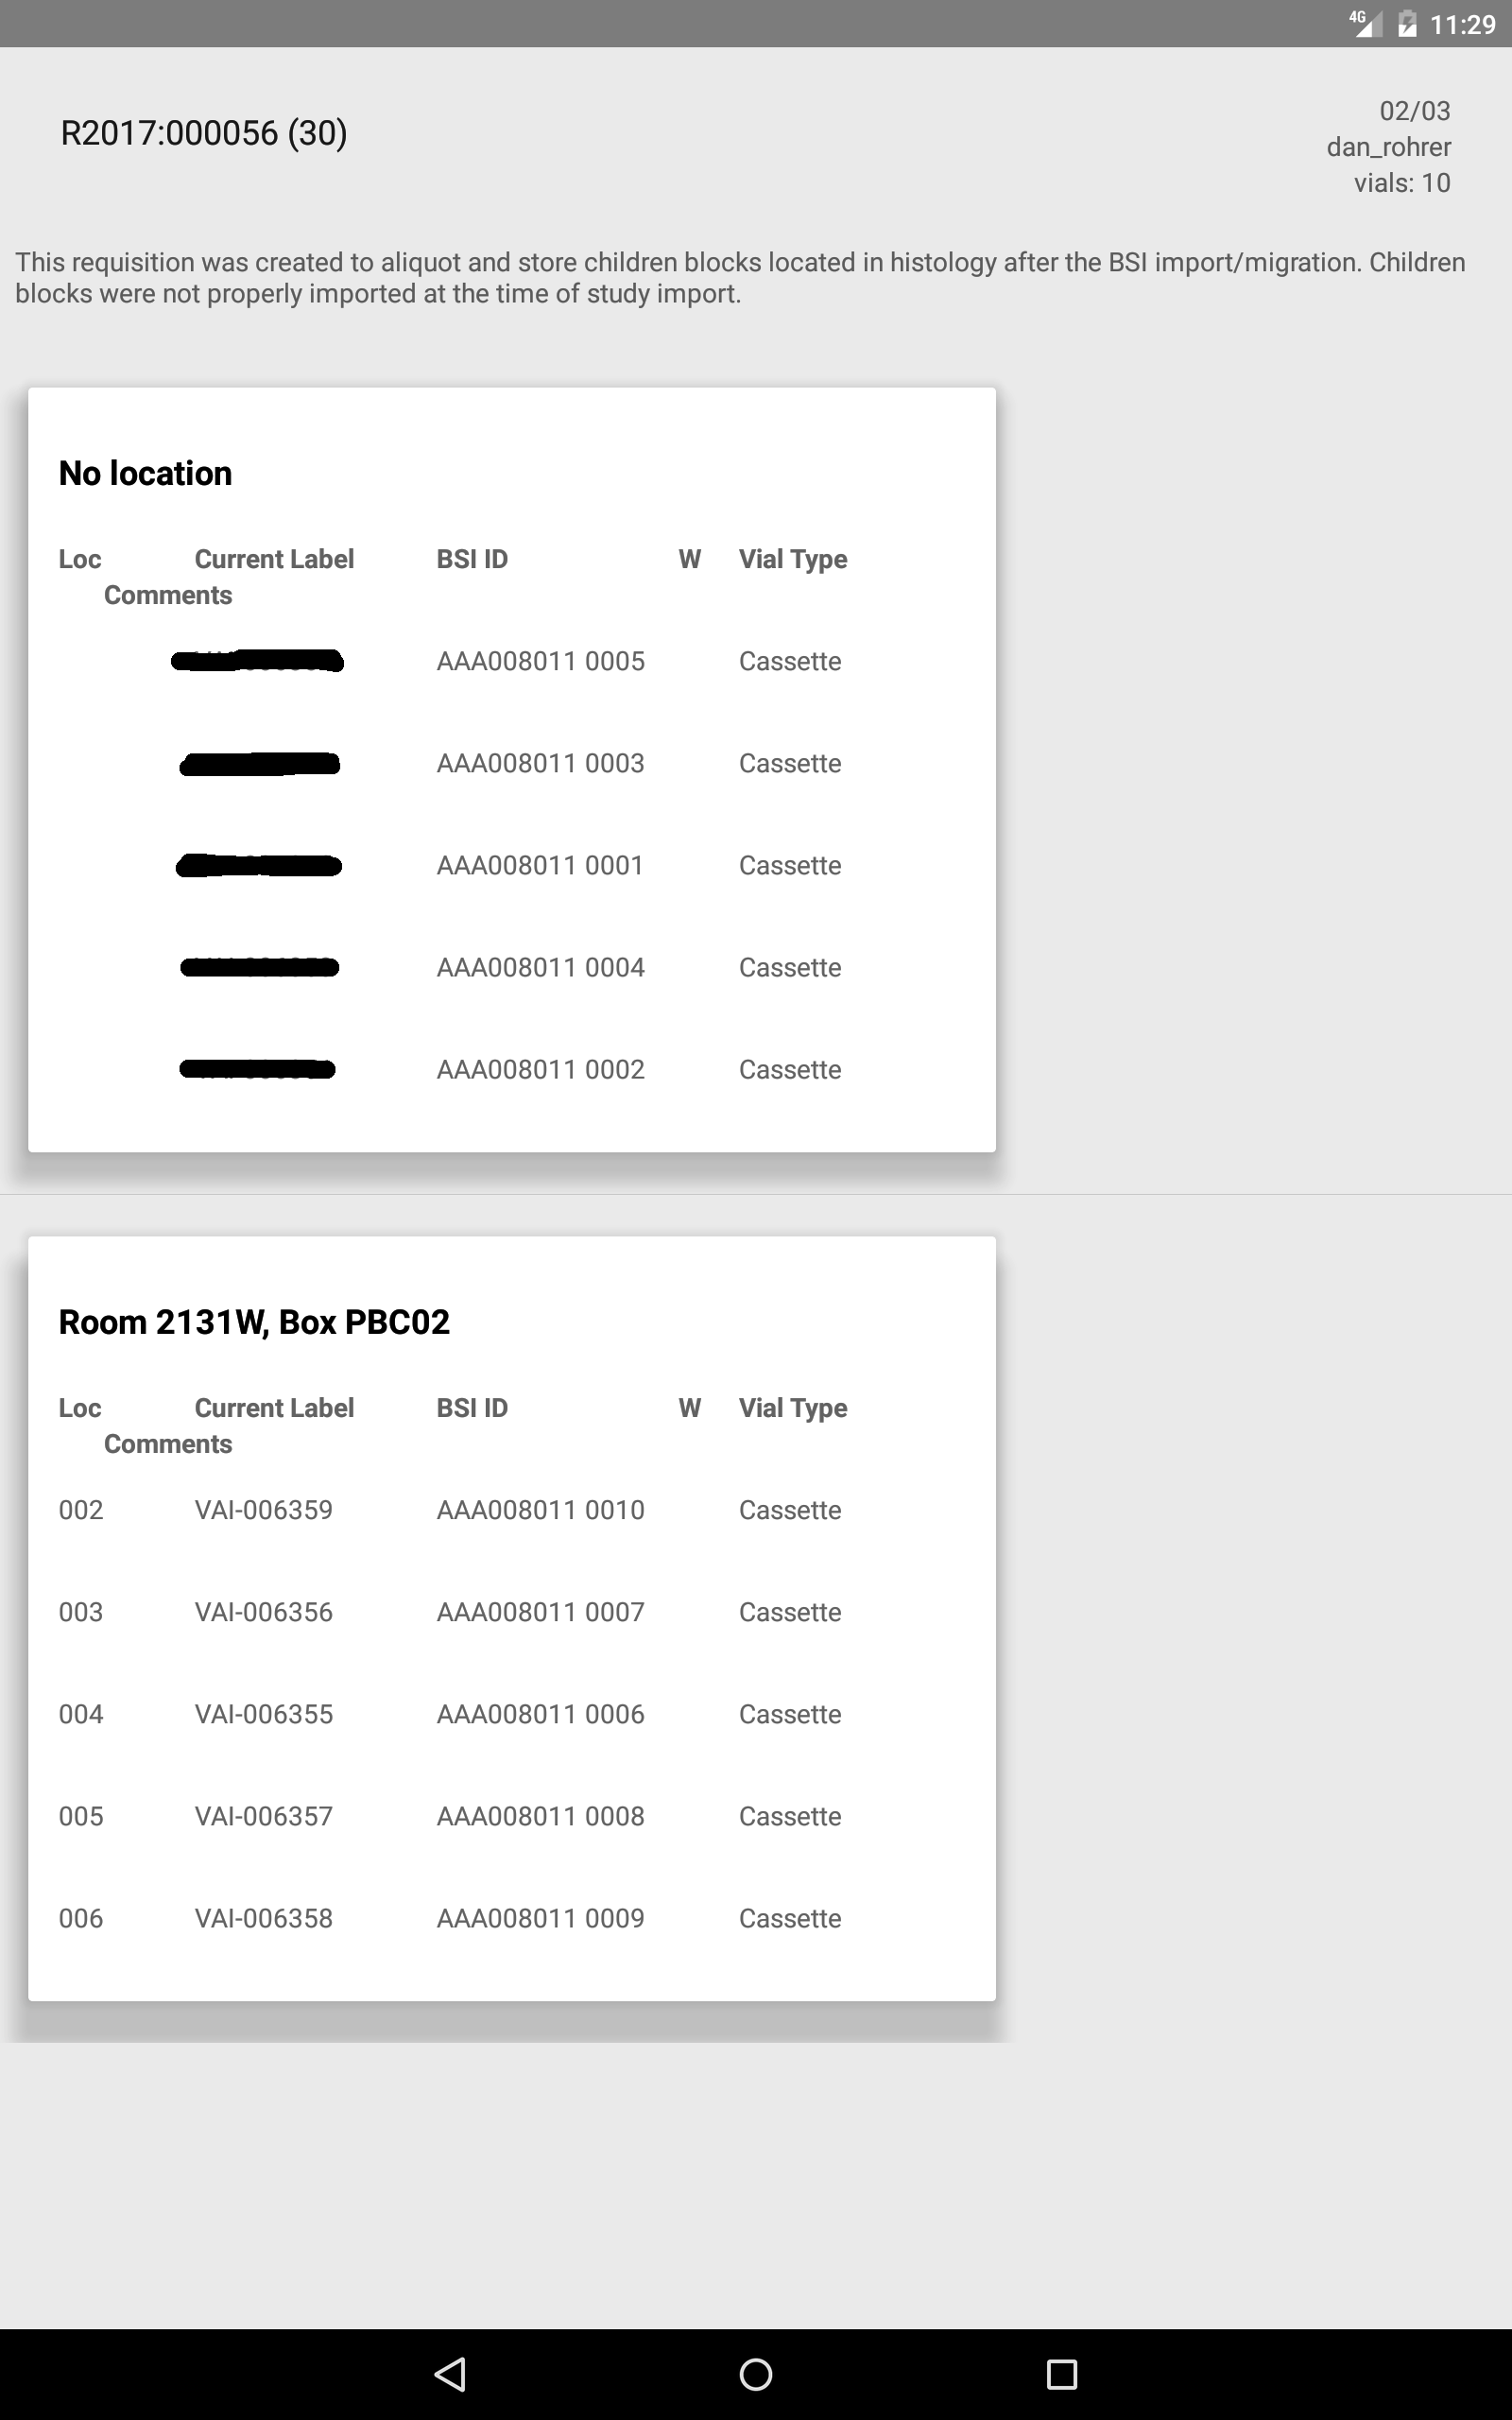 4G 11:29
R2017:000056 (30)
02/03
dan_rohrer
vials: 10
This requisition was created to aliquot and store children blocks located in histology after the BSI import/migration. Children
blocks were not properly imported at the time of study import.
No location
Loc Current Label BSI ID W Vial Type
Comments
AAA008011 0005 Cassette
AAA008011 0003 Cassette
AAA008011 0001 Cassette
AAA008011 0004 Cassette
AAA008011 0002 Cassette
Room 2131W, Box PBC02
Loc Current Label BSI ID W Vial Type
Comments
002 VAI-006359 AAA008011 0010 Cassette
003 VAI-006356 AAA008011 0007 Cassette
004 VAI-006355 AAA008011 0006 Cassette
005 VAI-006357 AAA008011 0008 Cassette
006 VAI-006358 AAA008011 0009 Cassette